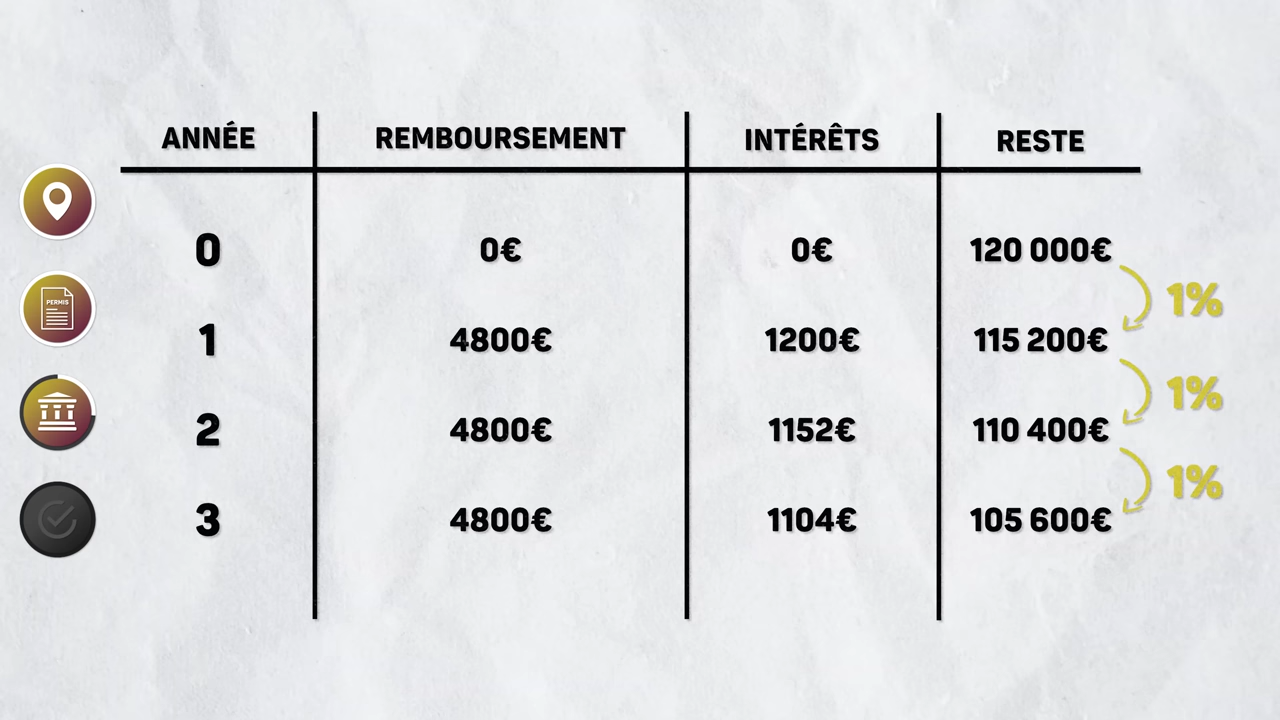 ANNÉE REMBOURSEMENT INTÉRÊTS RESTE
PERMIS
0 0€ 0€ 120 000€
1%
1 4800€ 1200€ 115 200€
1%
2 4800€ 1152€ 110 400€
1%
3 4800€ 1104€ 105 600€